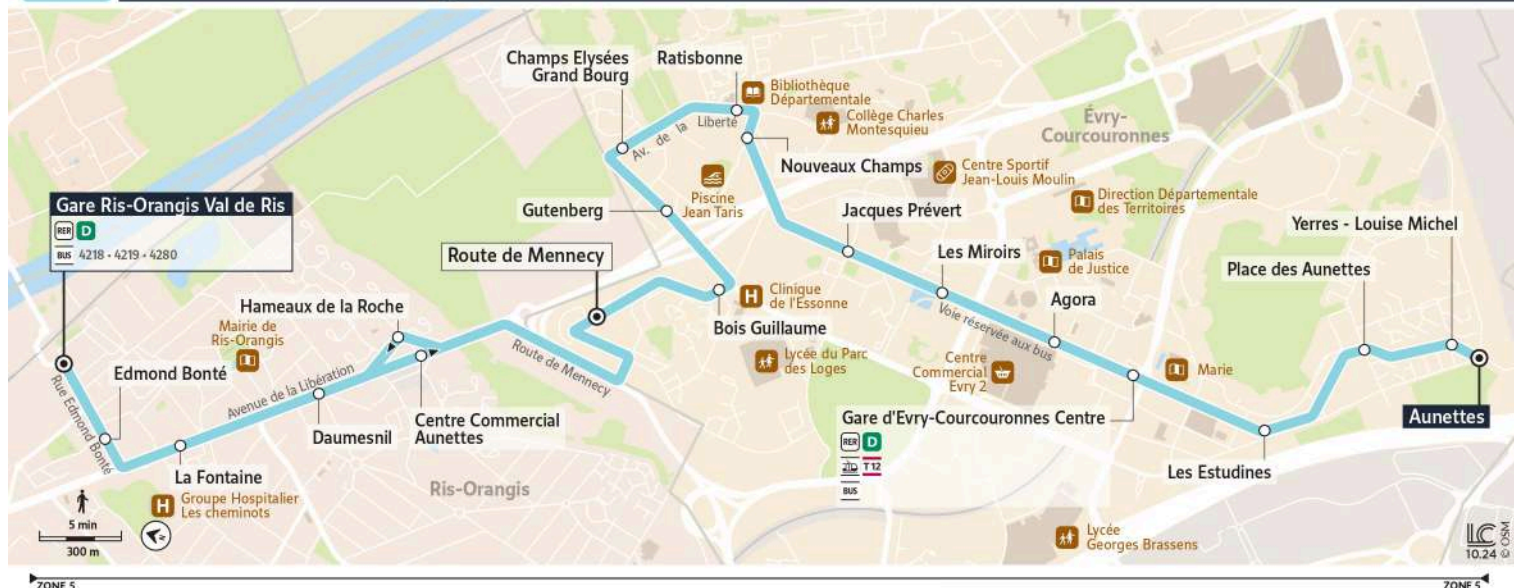 Champs Elysées
Grand Bourg
Ratisbonne
Bibliothèque
Départementale
Av. de la Liberté
Collège Charles
Montesquieu
Évry-
Courcouronnes
Nouveaux Champs
Centre Sportif
Jean-Louis Moulin
Piscine
Jean Taris
Direction Départementale
des Territoires
Gare Ris-Orangis Val de Ris
RER D
BUS 4218 • 4219 • 4280
Gutenberg
Jacques Prévert
Yerres - Louise Michel
Route de Mennecy
Les Miroirs
Palais
de Justice
Place des Aunettes
Hameaux de la Roche
Mairie de
Ris-Orangis
H
Clinique
de l'Essonne
Agora
Bois Guillaume
Voie réservée aux bus
Route de Mennecy
Edmond Bonté
Rue Edmond Bonté
Avenue de la Libération
Lycée du Parc
des Loges
Centre
Commercial
Evry 2
Marie
Daumesnil
Centre Commercial
Aunettes
Gare d'Evry-Courcouronnes Centre
RER D
T 12
BUS
Aunettes
La Fontaine
Les Estudines
H
Groupe Hospitalier
Les cheminots
Ris-Orangis
5 min
300 m
Lycée
Georges Brassens
LC
10.24 © OSM
ZONE 5
ZONE 5